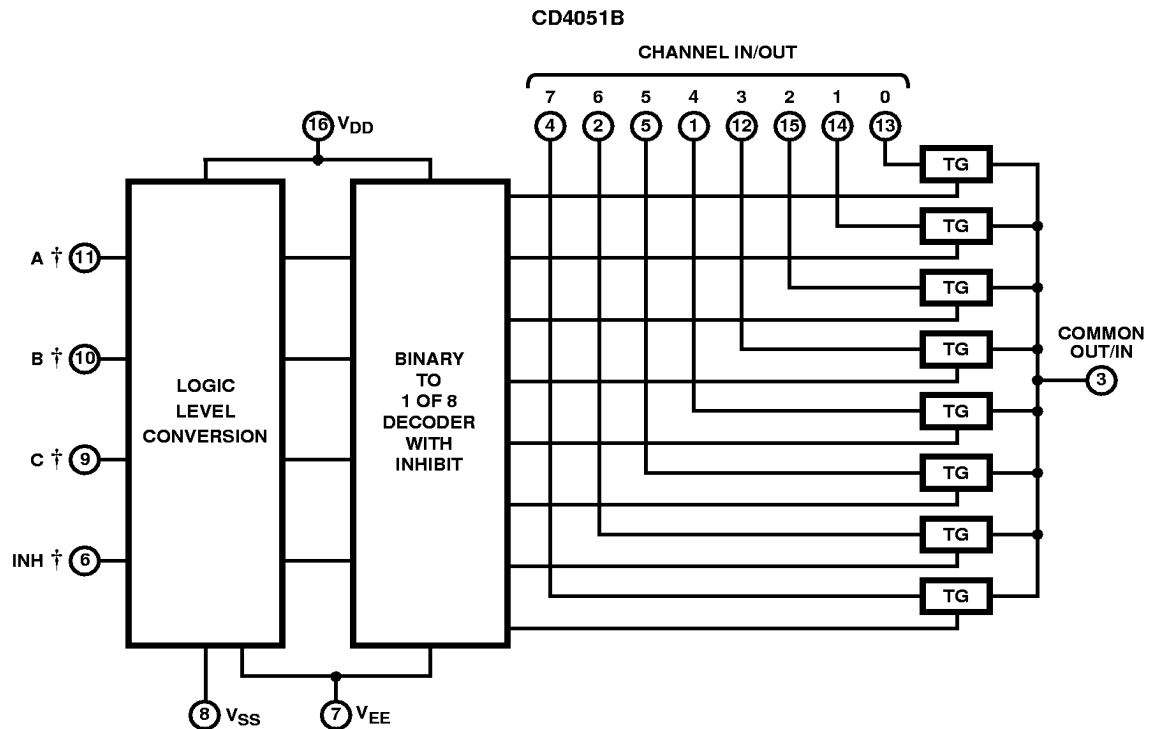 CD4051B
CHANNEL IN/OUT
7 6 5 4 3 2 1 0
4 2 5 1 12 15 14 13
16 VDD
TG
TG
TG
TG
TG
TG
TG
TG
A † 11
B † 10
C † 9
INH † 6
LOGIC
LEVEL
CONVERSION
BINARY
TO
1 OF 8
DECODER
WITH
INHIBIT
COMMON
OUT/IN
3
8 VSS
7 VEE